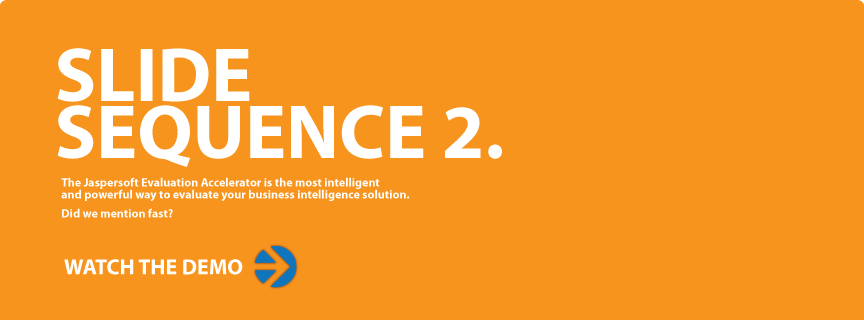 SLIDE
SEQUENCE 2.
The Jaspersoft Evaluation Accelerator is the most intelligent
and powerful way to evaluate your business intelligence solution.
Did we mention fast?
WATCH THE DEMO